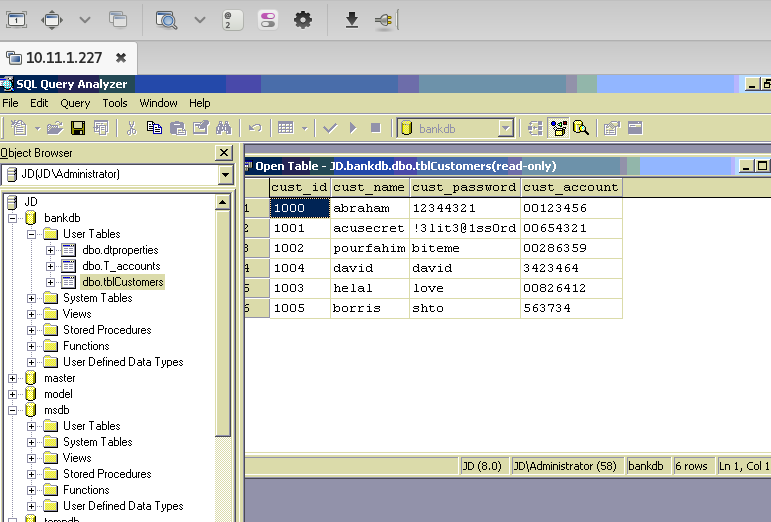 10.11.1.227
SQL Query Analyzer
File Edit Query Tools Window Help
bankdb
Object Browser
JD(JD\Administrator)
JD
bankdb
User Tables
dbo.dtproperties
dbo.T_accounts
dbo.tblCustomers
System Tables
Views
Stored Procedures
Functions
User Defined Data Types
master
model
msdb
User Tables
System Tables
Views
Stored Procedures
Functions
User Defined Data Types
tempdb
Open Table - JD.bankdb.dbo.tblCustomers(read-only)
cust_id cust_name cust_password cust_account
1 1000 abraham 12344321 00123456
2 1001 acusecret !3lit3@1ssOrd 00654321
3 1002 pourfahim biteme 00286359
4 1004 david david 3423464
5 1003 helal love 00826412
6 1005 borris shto 563734
JD (8.0) JD\Administrator (58) bankdb 6 rows Ln 1, Col 1